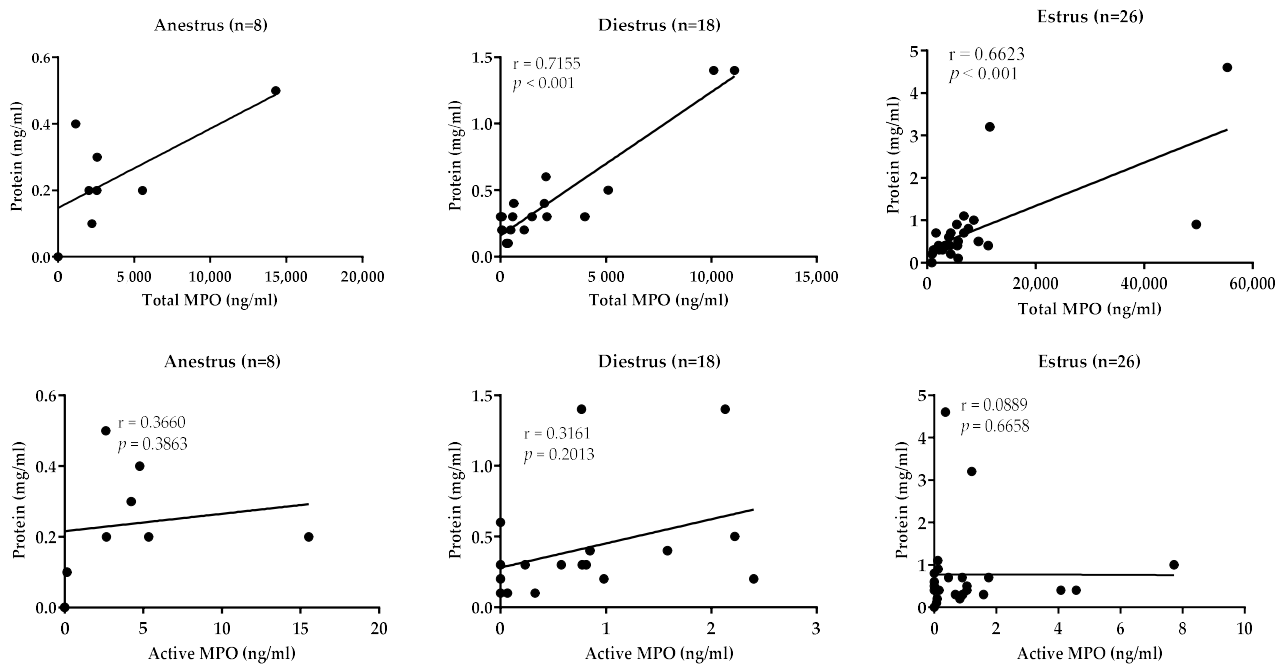 Anestrus (n=8)
0.6
0.4
0.2
0.0
Protein (mg/ml)
0
5 000
10,000
15,000
20,000
Total MPO (ng/ml)
Diestrus (n=18)
r = 0.7155
p < 0.001
1.5
1.0
0.5
0.0
Protein (mg/ml)
0
5 000
10,000
15,000
Total MPO (ng/ml)
Estrus (n=26)
r = 0.6623
p < 0.001
5
4
3
2
1
0
Protein (mg/ml)
0
20,000
40,000
60,000
Total MPO (ng/ml)
Anestrus (n=8)
r = 0.3660
p = 0.3863
0.6
0.4
0.2
0.0
Protein (mg/ml)
0
5
10
15
20
Active MPO (ng/ml)
Diestrus (n=18)
r = 0.3161
p = 0.2013
1.5
1.0
0.5
0.0
Protein (mg/ml)
0
1
2
3
Active MPO (ng/ml)
Estrus (n=26)
r = 0.0889
p = 0.6658
5
4
3
2
1
0
Protein (mg/ml)
0
2
4
6
8
10
Active MPO (ng/ml)